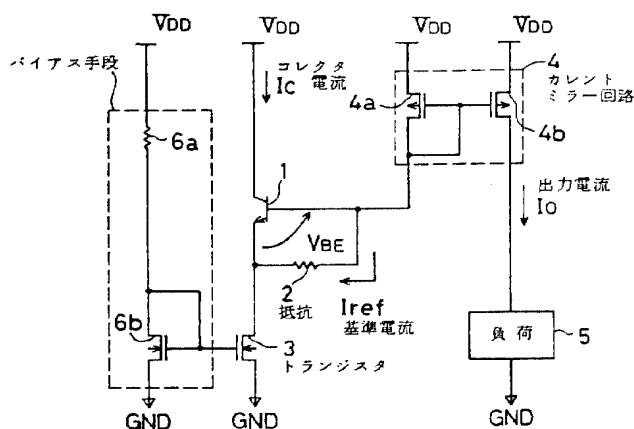 VDD
VDD
VDD
VDD
バイアス手段
コレクタ
電流
Ic
4
カレント
ミラー回路
4a
4b
6a
1
出力電流
Io
VBE
2
抵抗
Iref
基準電流
6b
3
トランジスタ
負荷
5
GND
GND
GND